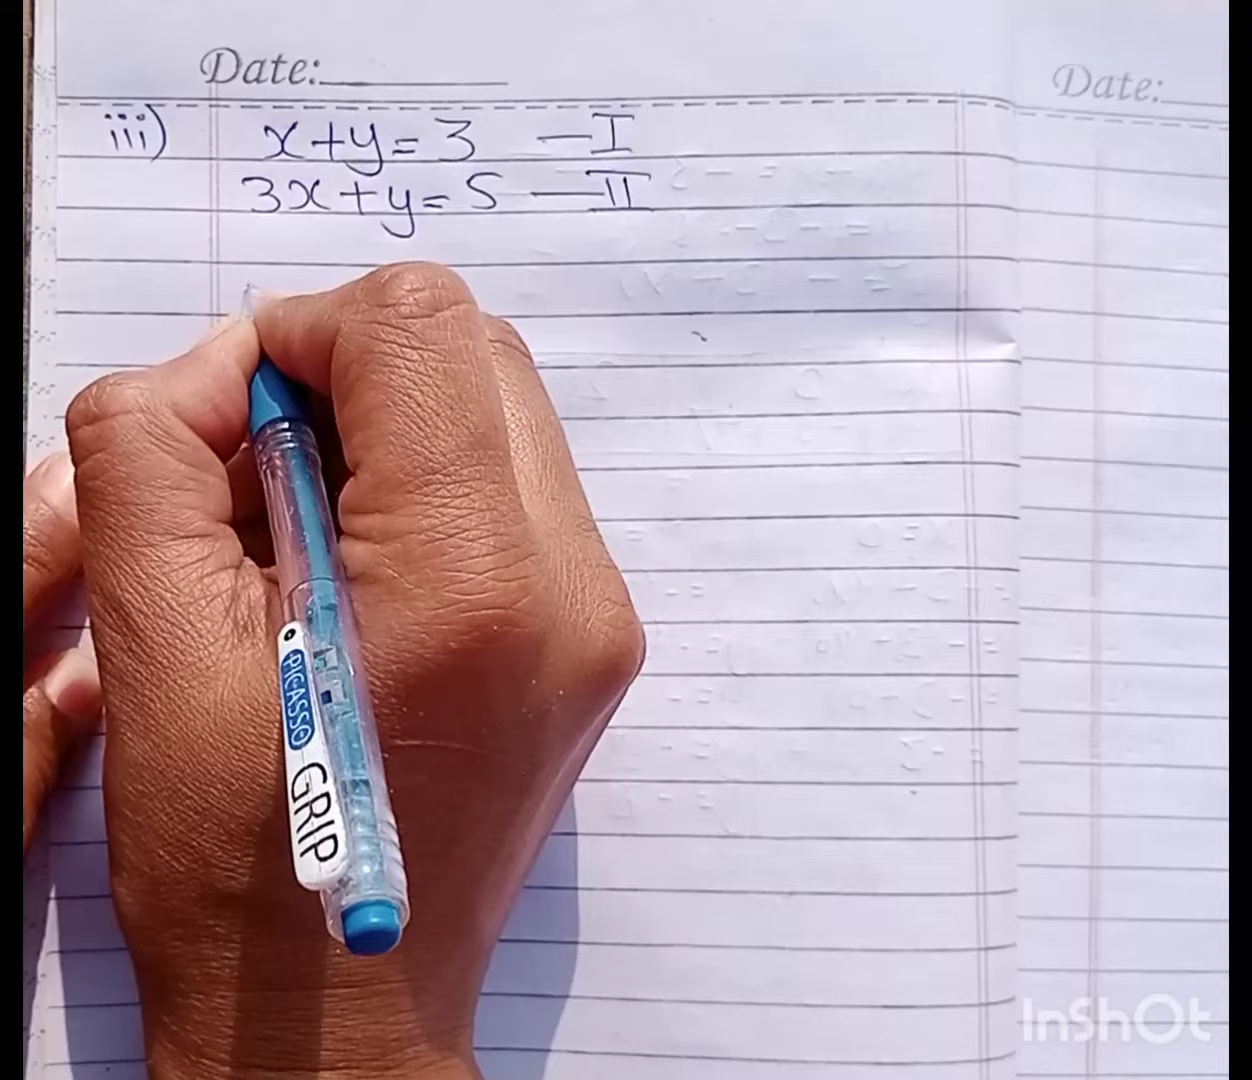 Date:
Date:
iii) x+y=3 —I
3x+y=5 —II
PICASSO
GRIP
InShOt